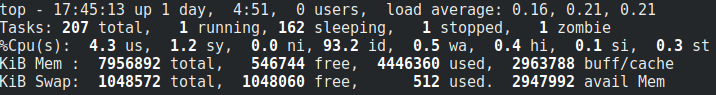 top - 17:45:13 up 1 day,  4:51,  0 users,  load average: 0.16, 0.21, 0.21
Tasks: 207 total,   1 running, 162 sleeping,   1 stopped,   1 zombie
%Cpu(s):  4.3 us,  1.2 sy,  0.0 ni, 93.2 id,  0.5 wa,  0.4 hi,  0.1 si,  0.3 st
KiB Mem :  7956892 total,   546744 free,  4446360 used,  2963788 buff/cache
KiB Swap:  1048572 total,  1048060 free,      512 used.  2947992 avail Mem